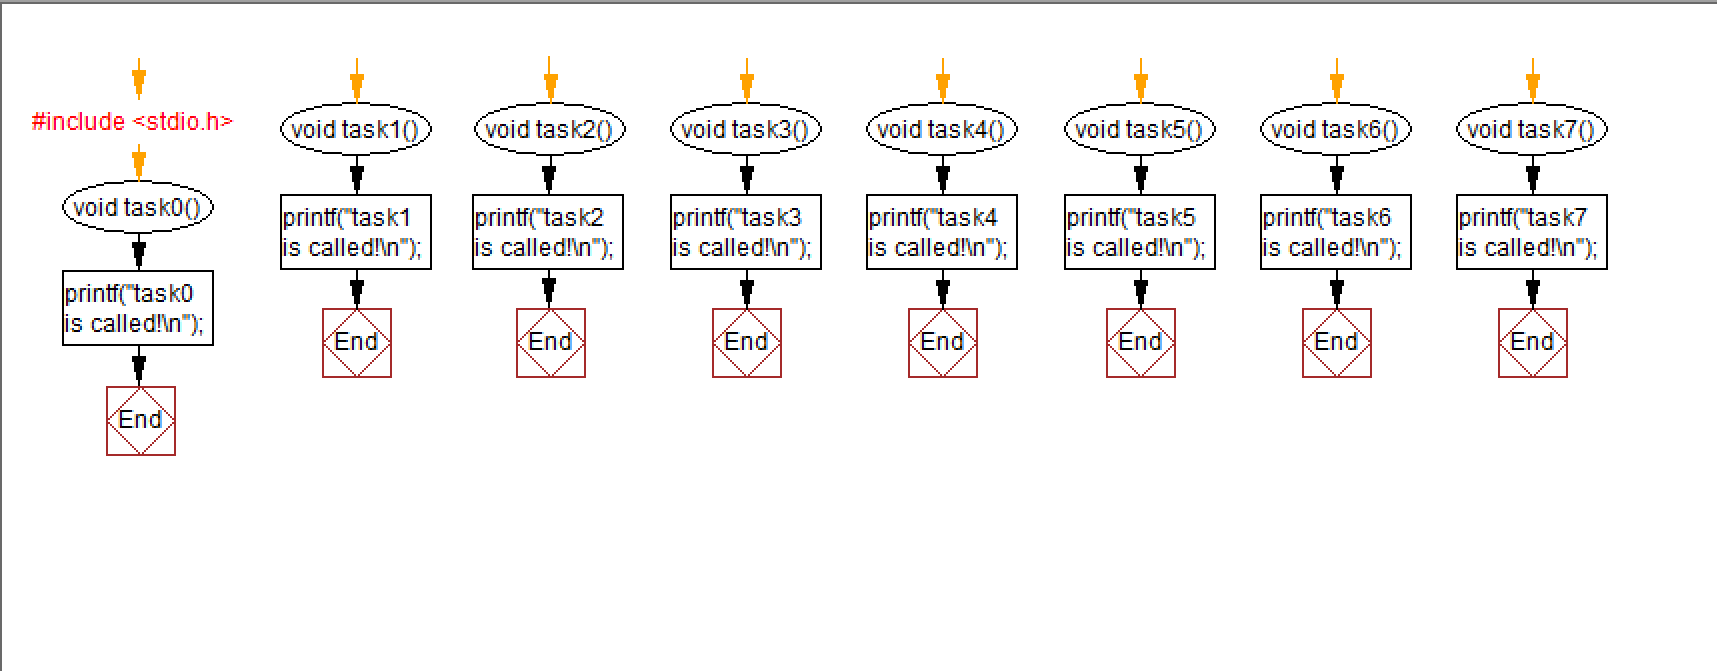 #include <stdio.h>
void task0()
printf("task0
is called!\n");
End
void task1()
printf("task1
is called!\n");
End
void task2()
printf("task2
is called!\n");
End
void task3()
printf("task3
is called!\n");
End
void task4()
printf("task4
is called!\n");
End
void task5()
printf("task5
is called!\n");
End
void task6()
printf("task6
is called!\n");
End
void task7()
printf("task7
is called!\n");
End